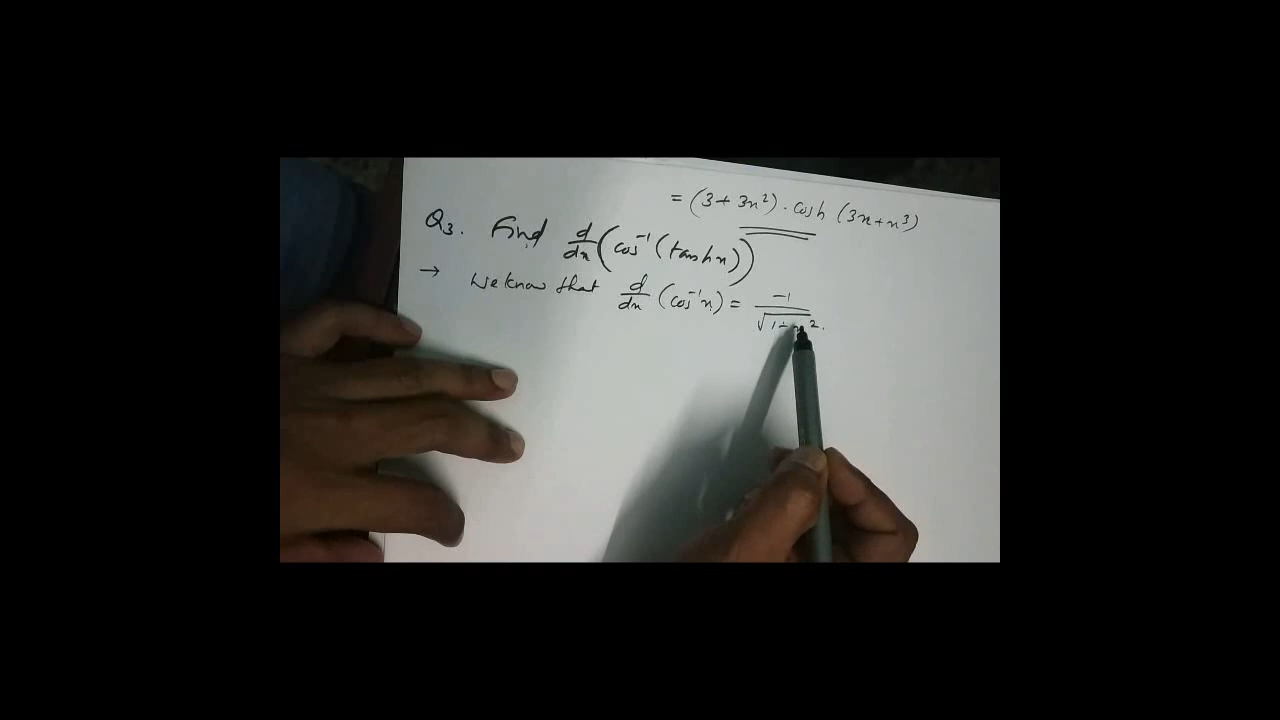 = (3 + 3x²) . cosh (3x + x³)
Q3. Find d/dx (cos⁻¹ (tanh x))
→ We know that d/dx (cos⁻¹ x) = -1/√1 + x².